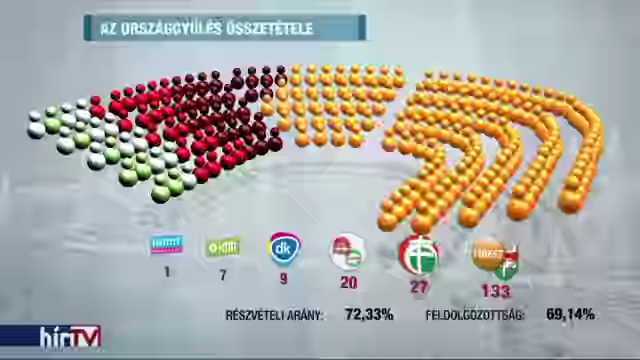 AZ ORSZÁGGYŰLÉS ÖSSZETÉTELE
dk
1
7
9
20
27
133
RÉSZVÉTELI ARÁNY: 72,33% FELDOLGOZOTTSÁG: 69,14%
hírTV